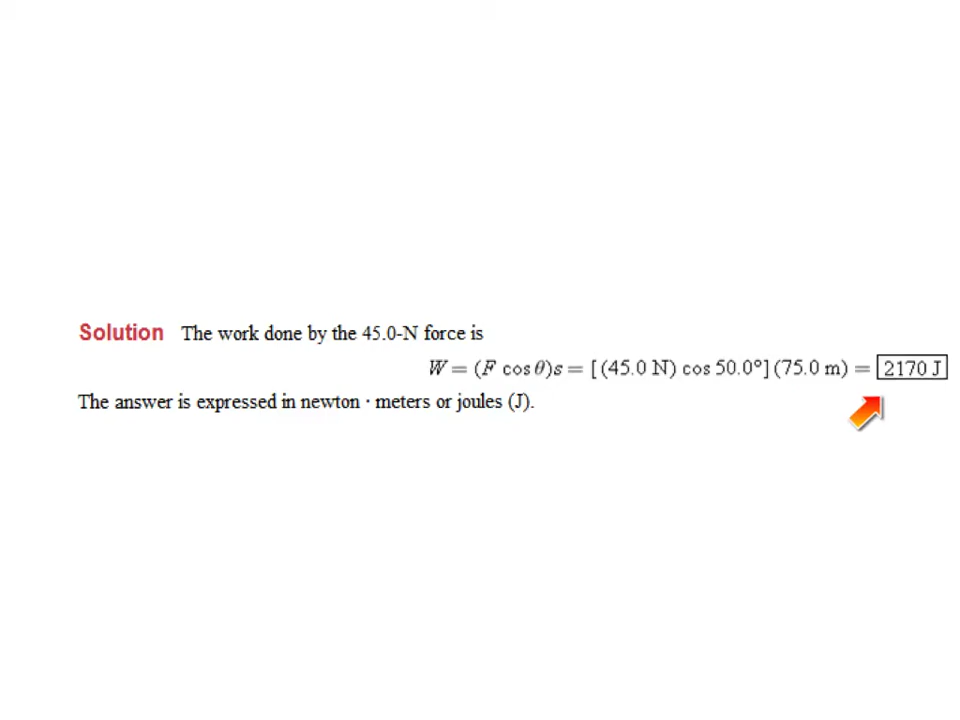 Solution The work done by the 45.0-N force is
W = (F cos θ)s = [(45.0 N) cos 50.0°](75.0 m) = 2170 J
The answer is expressed in newton · meters or joules (J).